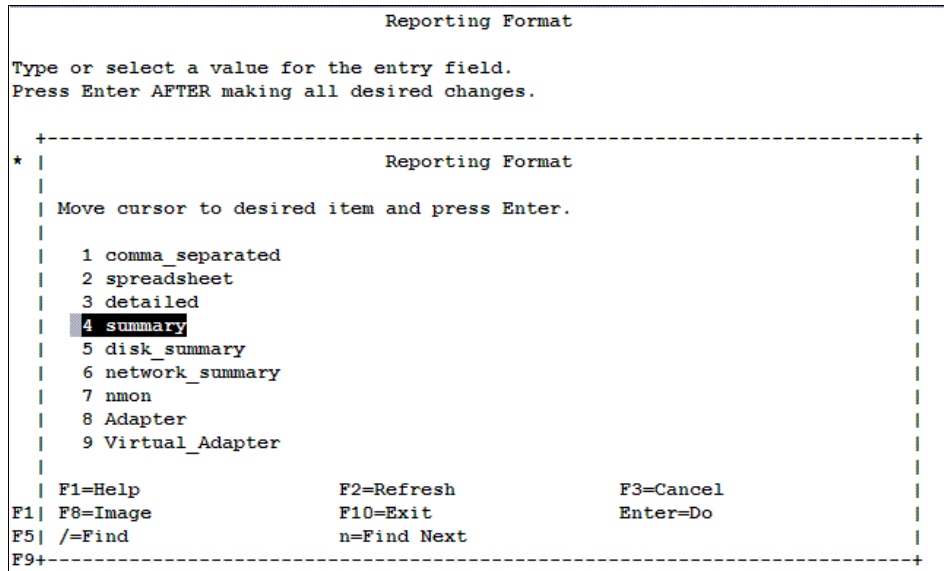 Reporting Format
Type or select a value for the entry field.
Press Enter AFTER making all desired changes.
+--------------------------------------------------------------------------+
* | Reporting Format |
| |
| Move cursor to desired item and press Enter. |
| |
| 1 comma_separated |
| 2 spreadsheet |
| 3 detailed |
| 4 summary |
| 5 disk_summary |
| 6 network_summary |
| 7 nmon |
| 8 Adapter |
| 9 Virtual_Adapter |
| |
| F1=Help F2=Refresh F3=Cancel |
F1| F8=Image F10=Exit Enter=Do |
F5| /=Find n=Find Next |
F9+--------------------------------------------------------------------------+